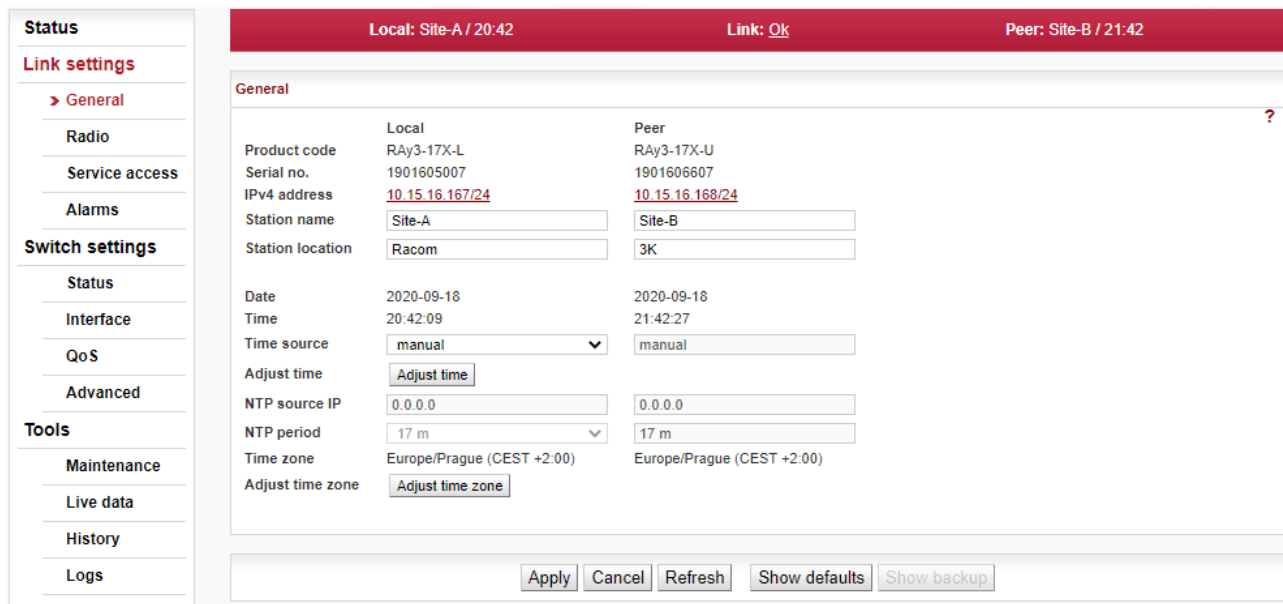 Status
Link settings
General
Radio
Service access
Alarms
Switch settings
Status
Interface
QoS
Advanced
Tools
Maintenance
Live data
History
Logs
Local: Site-A / 20:42 Link: Ok Peer: Site-B / 21:42
General
?
Local Peer
Product code RAy3-17X-L RAy3-17X-U
Serial no. 1901605007 1901606607
IPv4 address 10.15.16.167/24 10.15.16.168/24
Station name Site-A Site-B
Station location Racom 3K
Date 2020-09-18 2020-09-18
Time 20:42:09 21:42:27
Time source manual manual
Adjust time Adjust time
NTP source IP 0.0.0.0 0.0.0.0
NTP period 17 m 17 m
Time zone Europe/Prague (CEST +2:00) Europe/Prague (CEST +2:00)
Adjust time zone Adjust time zone
Apply Cancel Refresh Show defaults Show backup